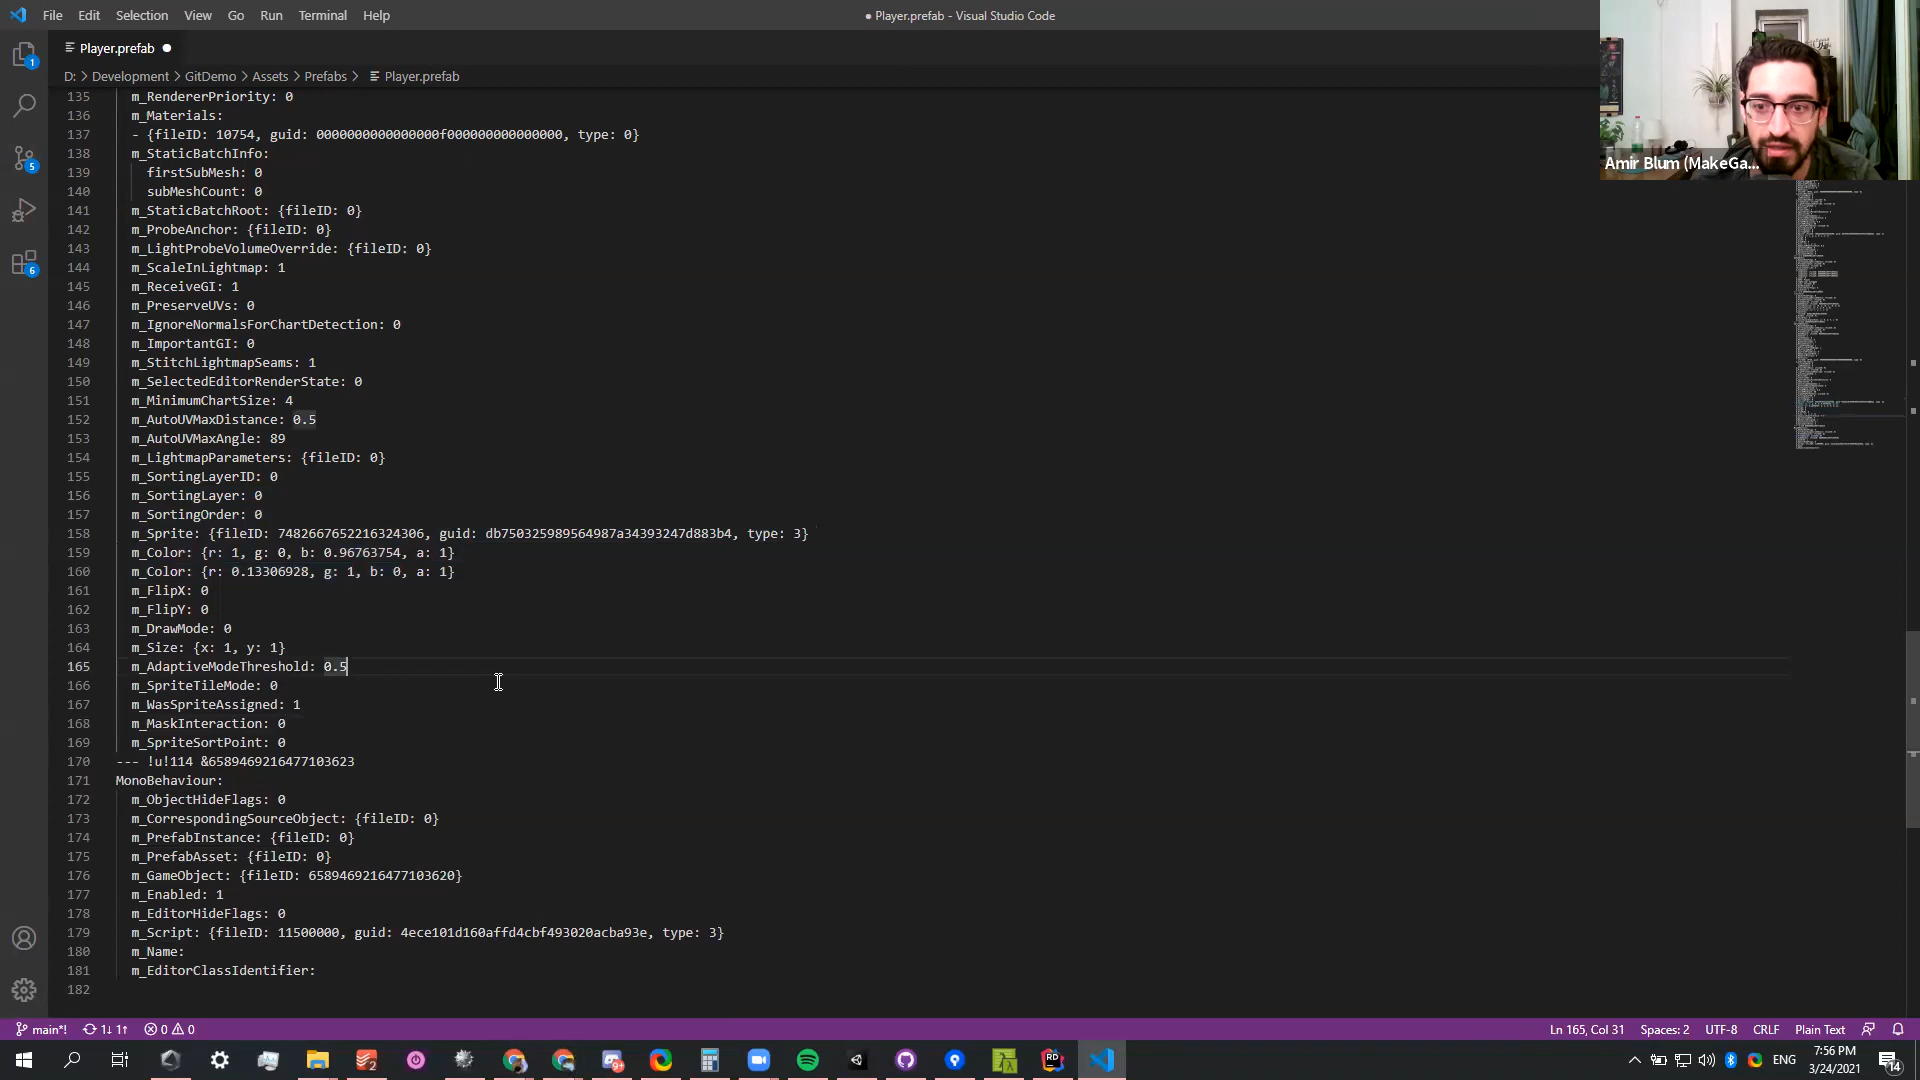 File Edit Selection View Go Run Terminal Help
● Player.prefab - Visual Studio Code
Player.prefab ●
D: > Development > GitDemo > Assets > Prefabs > Player.prefab
135 m_RendererPriority: 0
136 m_Materials:
137 - {fileID: 10754, guid: 0000000000000000f000000000000000, type: 0}
138 m_StaticBatchInfo:
139 firstSubMesh: 0
140 subMeshCount: 0
141 m_StaticBatchRoot: {fileID: 0}
142 m_ProbeAnchor: {fileID: 0}
143 m_LightProbeVolumeOverride: {fileID: 0}
144 m_ScaleInLightmap: 1
145 m_ReceiveGI: 1
146 m_PreserveUVs: 0
147 m_IgnoreNormalsForChartDetection: 0
148 m_ImportantGI: 0
149 m_StitchLightmapSeams: 1
150 m_SelectedEditorRenderState: 0
151 m_MinimumChartSize: 4
152 m_AutoUVMaxDistance: 0.5
153 m_AutoUVMaxAngle: 89
154 m_LightmapParameters: {fileID: 0}
155 m_SortingLayerID: 0
156 m_SortingLayer: 0
157 m_SortingOrder: 0
158 m_Sprite: {fileID: 7482667652216324306, guid: db750325989564987a34393247d883b4, type: 3}
159 m_Color: {r: 1, g: 0, b: 0.96763754, a: 1}
160 m_Color: {r: 0.13306928, g: 1, b: 0, a: 1}
161 m_FlipX: 0
162 m_FlipY: 0
163 m_DrawMode: 0
164 m_Size: {x: 1, y: 1}
165 m_AdaptiveModeThreshold: 0.5
166 m_SpriteTileMode: 0
167 m_WasSpriteAssigned: 1
168 m_MaskInteraction: 0
169 m_SpriteSortPoint: 0
170 --- !u!114 &6589469216477103623
171 MonoBehaviour:
172 m_ObjectHideFlags: 0
173 m_CorrespondingSourceObject: {fileID: 0}
174 m_PrefabInstance: {fileID: 0}
175 m_PrefabAsset: {fileID: 0}
176 m_GameObject: {fileID: 6589469216477103620}
177 m_Enabled: 1
178 m_EditorHideFlags: 0
179 m_Script: {fileID: 11500000, guid: 4ece101d160affd4cbf493020acba93e, type: 3}
180 m_Name:
181 m_EditorClassIdentifier:
182
Amir Blum (MakeGa...
1
5
6
main*! 1↓ 1↑ 0 0
Ln 165, Col 31 Spaces: 2 UTF-8 CRLF Plain Text
ENG
7:56 PM
3/24/2021
14